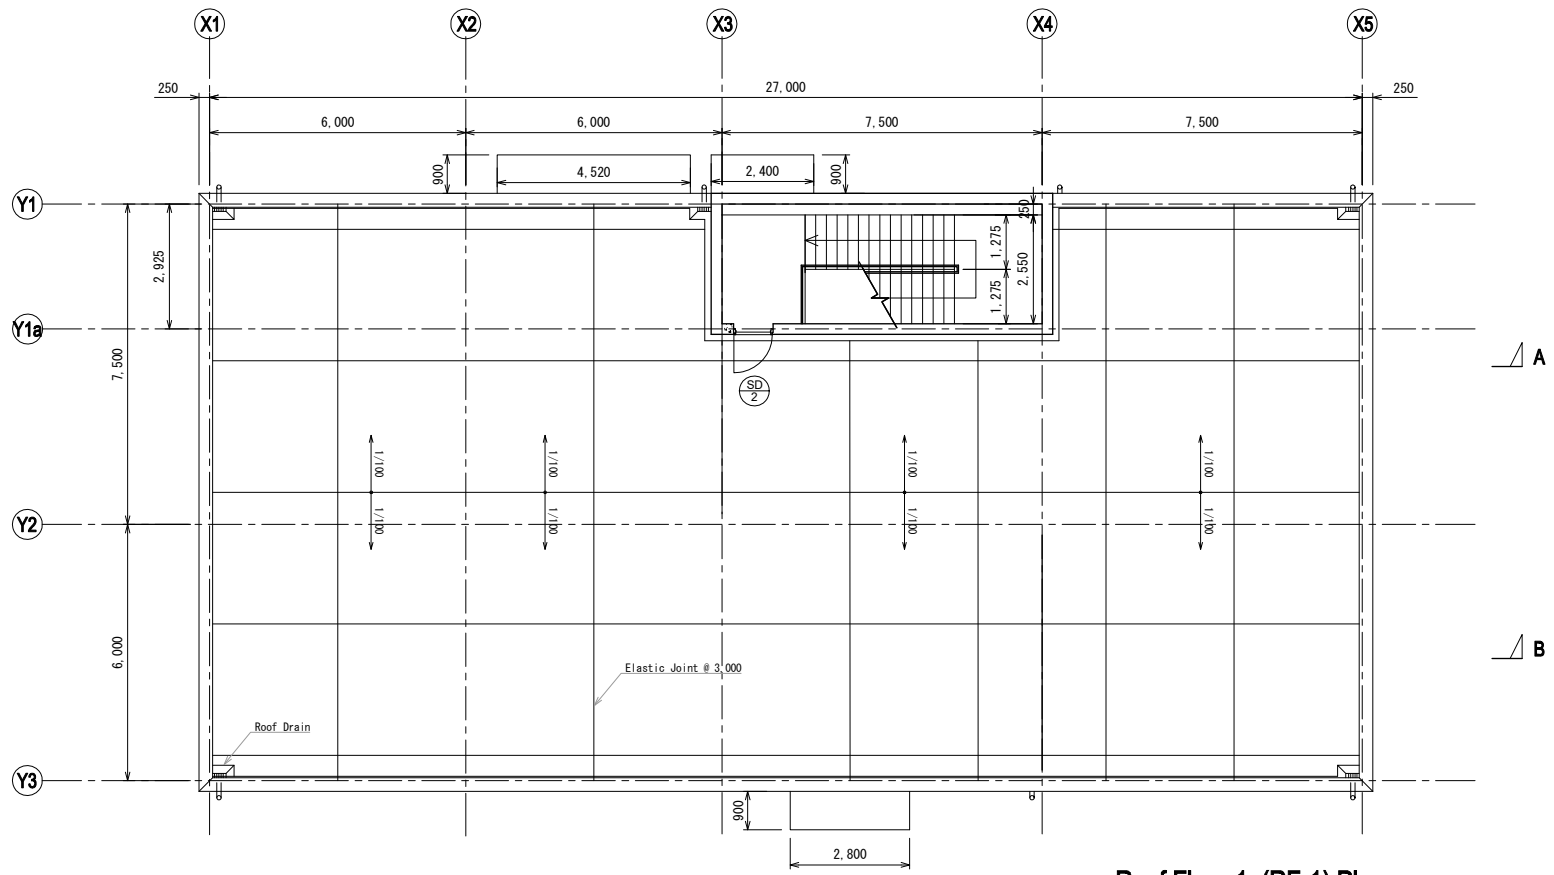 X1 X2 X3 X4 X5
250 27,000 250
6,000 6,000 7,500 7,500
900 4,520 2,400 900
Y1
250
2,925
1,275
2,550
1,275
Y1a
7,500
A
SD
2
1/100 1/100 1/100 1/100
1/100 1/100 1/100 1/100
Y2
6,000
B
Elastic Joint @ 3,000
Roof Drain
Y3
900
2,800